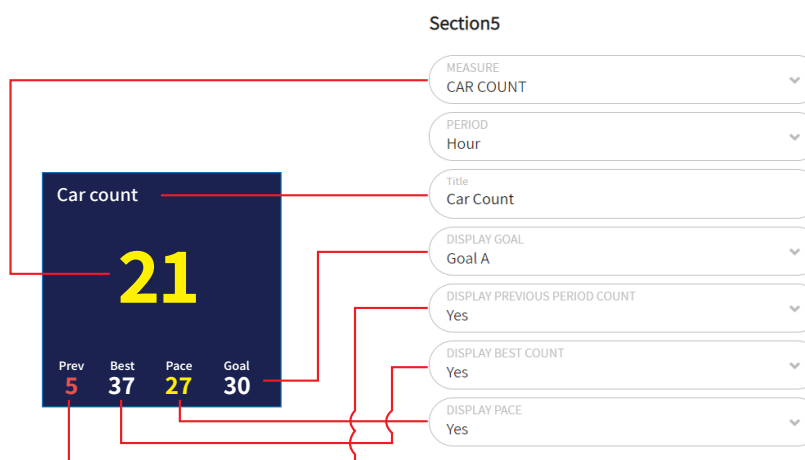 Section5
MEASURE
CAR COUNT
PERIOD
Hour
Title
Car Count
DISPLAY GOAL
Goal A
DISPLAY PREVIOUS PERIOD COUNT
Yes
DISPLAY BEST COUNT
Yes
DISPLAY PACE
Yes
Car count
21
Prev Best Pace Goal
5 37 27 30